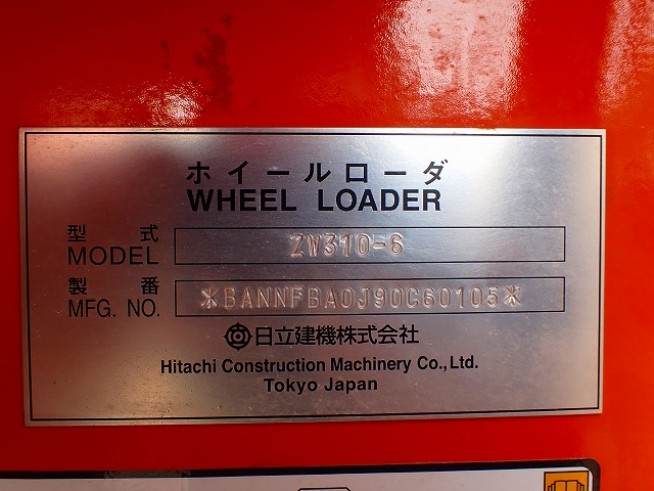 ホイールローダ
WHEEL LOADER
型式
MODEL ZW310-6
製番
MFG. NO. *BANNFBA0J90C60105*
日立建機株式会社
Hitachi Construction Machinery Co., Ltd.
Tokyo Japan